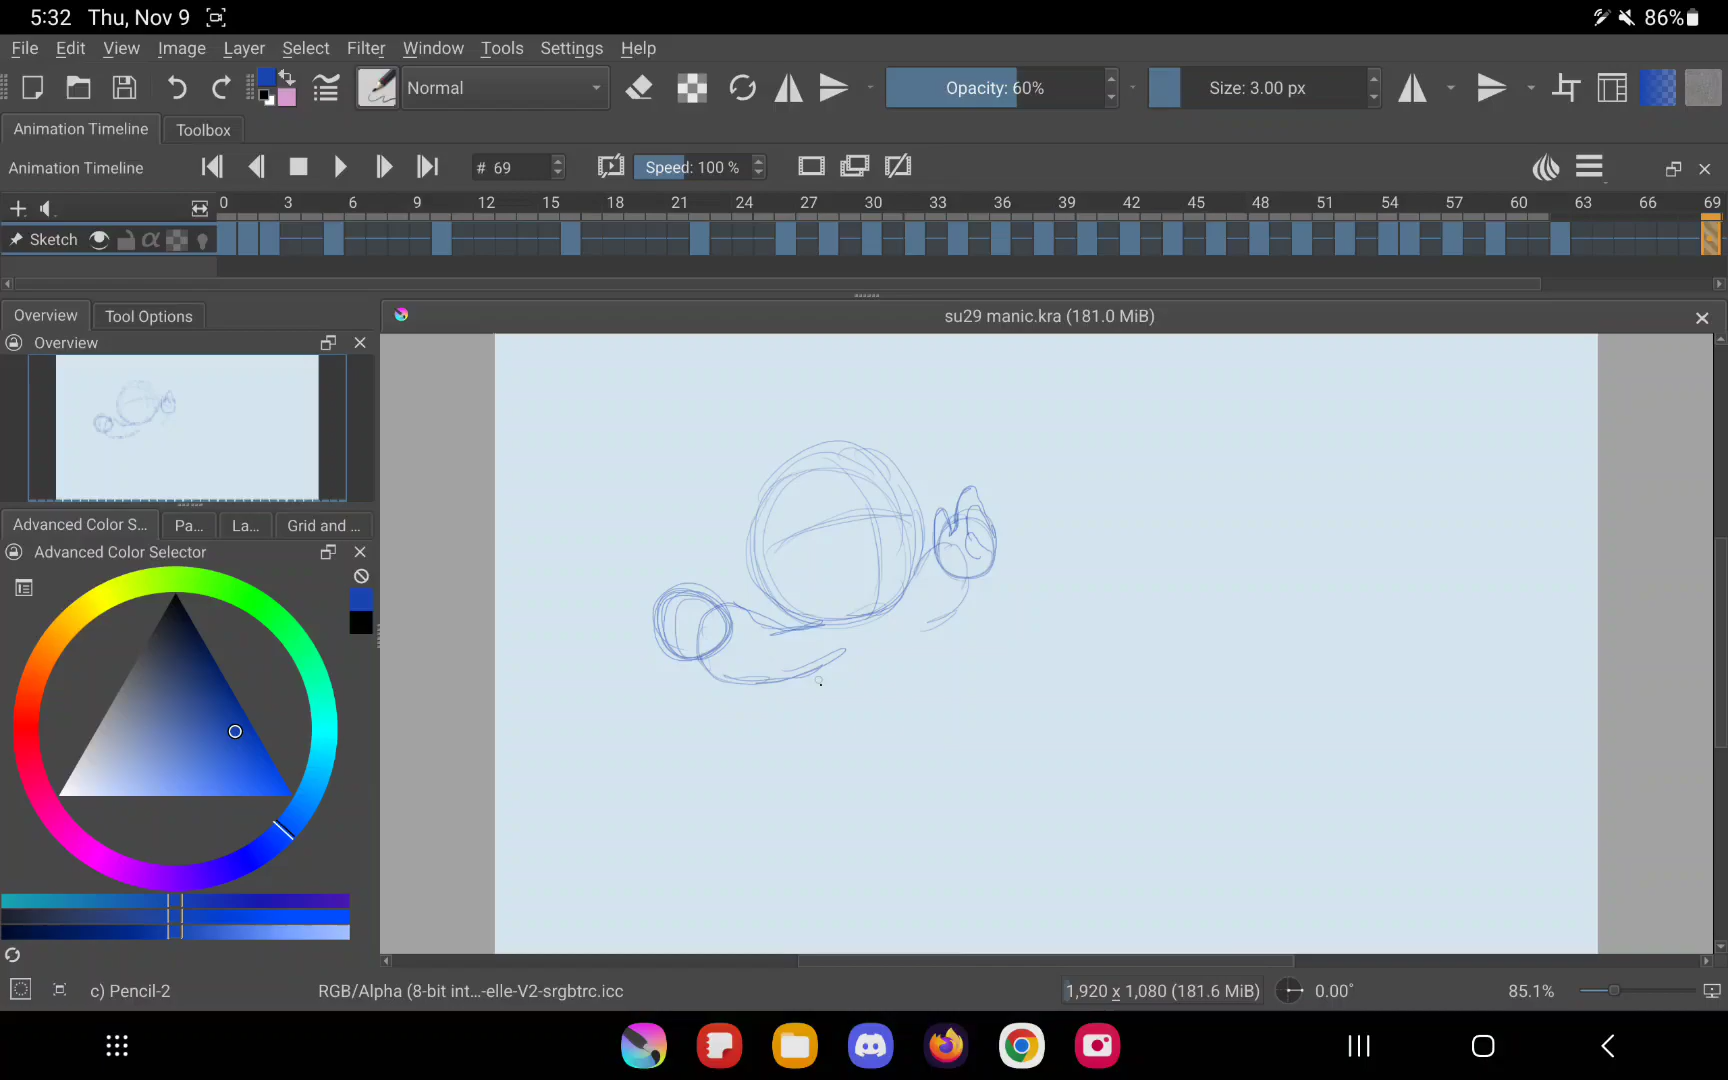 5:32 Thu, Nov 9 86%
File Edit View Image Layer Select Filter Window Tools Settings Help
Normal Opacity: 60% Size: 3.00 px
Animation Timeline Toolbox
Animation Timeline # 69 Speed: 100 %
0 3 6 9 12 15 18 21 24 27 30 33 36 39 42 45 48 51 54 57 60 63 66 69
Sketch
Overview Tool Options su29 manic.kra (181.0 MiB)
Overview
Advanced Color S... Pa... La... Grid and ...
Advanced Color Selector
c) Pencil-2 RGB/Alpha (8-bit int...-elle-V2-srgbtrc.icc 1,920 x 1,080 (181.6 MiB) 0.00° 85.1%